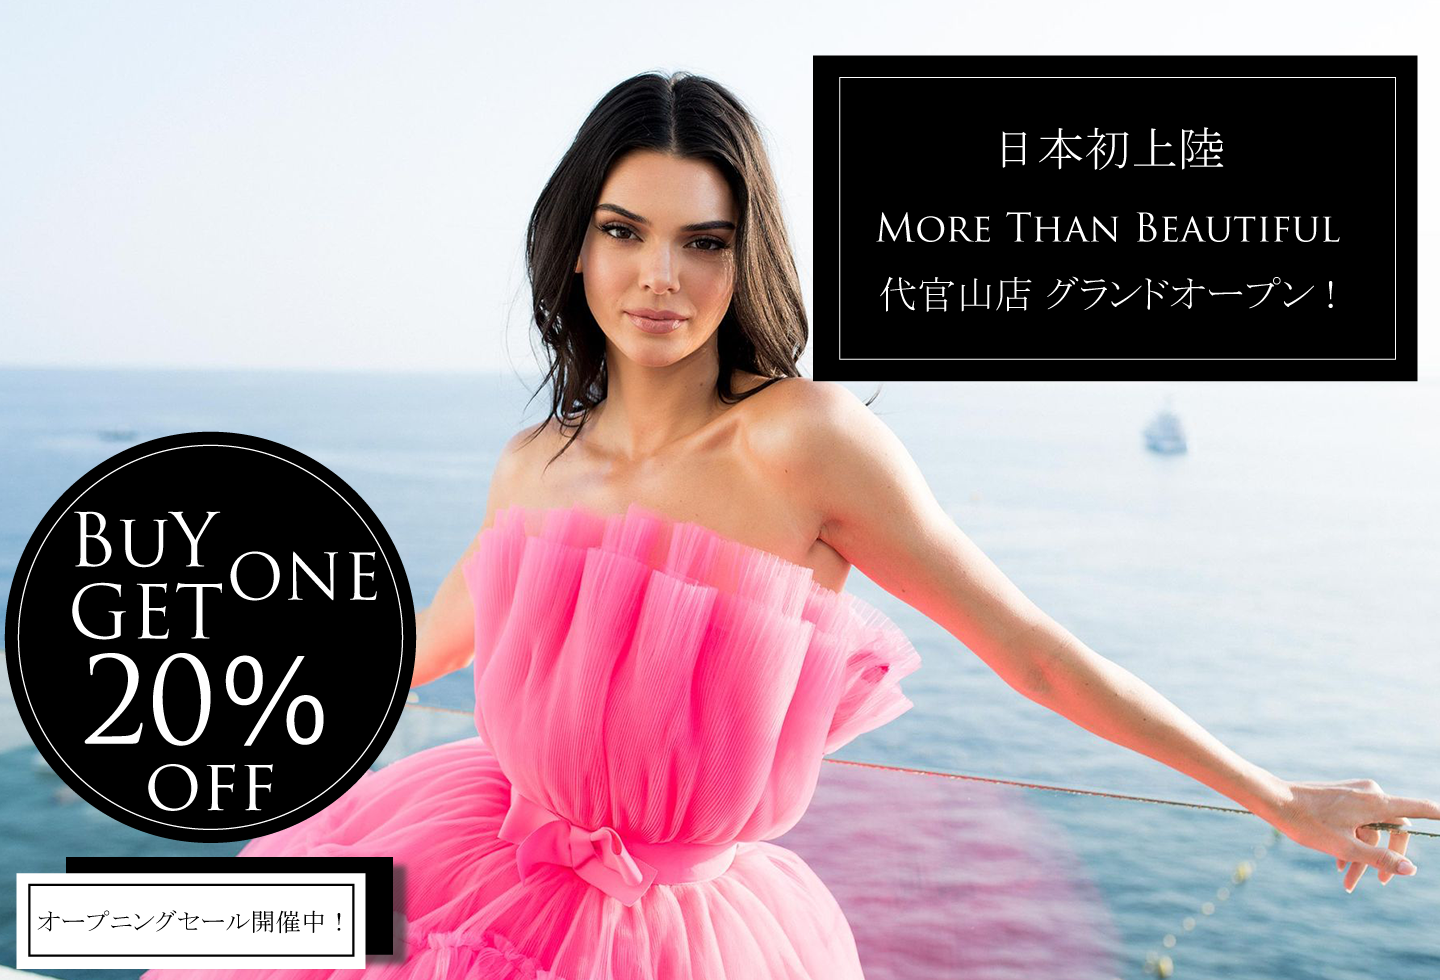 日本初上陸
MORE THAN BEAUTIFUL
代官山店 グランドオープン！
BUY
ONE
GET
20%
OFF
オープニングセール開催中！